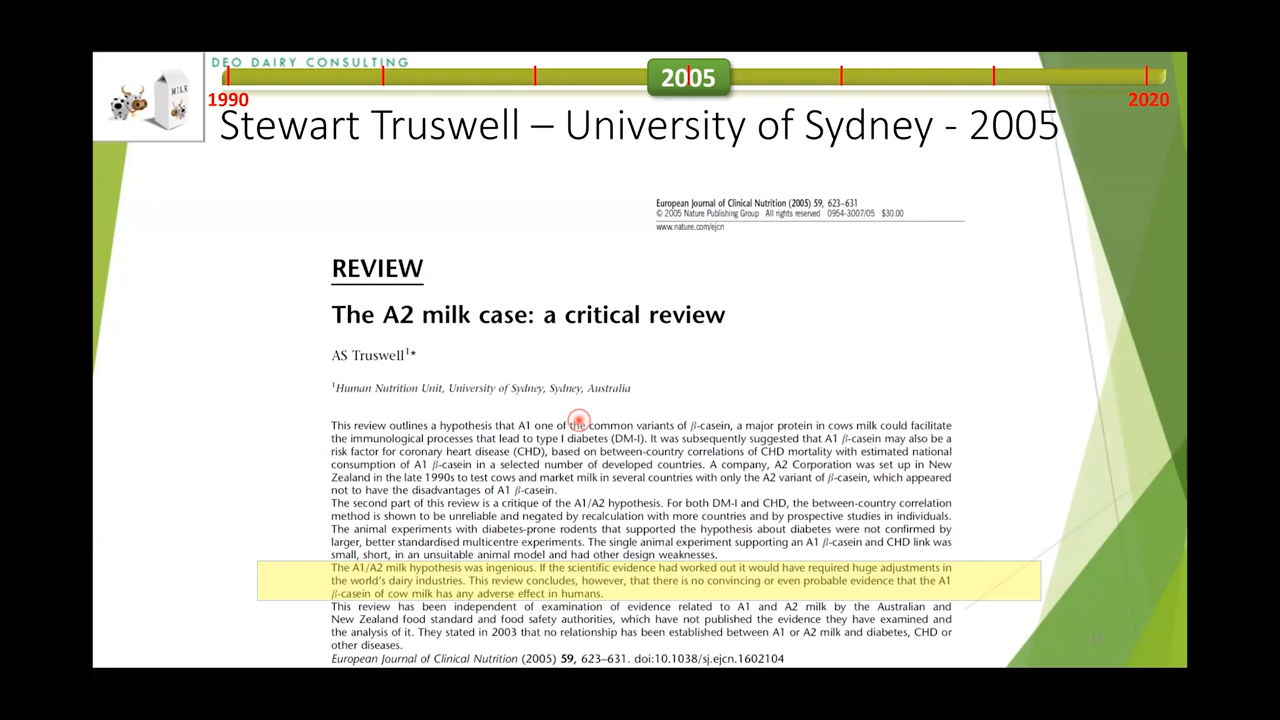 DEO DAIRY CONSULTING
MILK
2005
1990
2020
Stewart Truswell – University of Sydney - 2005
European Journal of Clinical Nutrition (2005) 59, 623–631
© 2005 Nature Publishing Group All rights reserved 0954-3007/05 $30.00
www.nature.com/ejcn
REVIEW
The A2 milk case: a critical review
AS Truswell1*
1Human Nutrition Unit, University of Sydney, Sydney, Australia
This review outlines a hypothesis that A1 one of the common variants of β-casein, a major protein in cows milk could facilitate
the immunological processes that lead to type I diabetes (DM-I). It was subsequently suggested that A1 β-casein may also be a
risk factor for coronary heart disease (CHD), based on between-country correlations of CHD mortality with estimated national
consumption of A1 β-casein in a selected number of developed countries. A company, A2 Corporation was set up in New
Zealand in the late 1990s to test cows and market milk in several countries with only the A2 variant of β-casein, which appeared
not to have the disadvantages of A1 β-casein.
The second part of this review is a critique of the A1/A2 hypothesis. For both DM-I and CHD, the between-country correlation
method is shown to be unreliable and negated by recalculation with more countries and by prospective studies in individuals.
The animal experiments with diabetes-prone rodents that supported the hypothesis about diabetes were not confirmed by
larger, better standardised multicentre experiments. The single animal experiment supporting an A1 β-casein and CHD link was
small, short, in an unsuitable animal model and had other design weaknesses.
The A1/A2 milk hypothesis was ingenious. If the scientific evidence had worked out it would have required huge adjustments in
the world's dairy industries. This review concludes, however, that there is no convincing or even probable evidence that the A1
β-casein of cow milk has any adverse effect in humans.
This review has been independent of examination of evidence related to A1 and A2 milk by the Australian and
New Zealand food standard and food safety authorities, which have not published the evidence they have examined and
the analysis of it. They stated in 2003 that no relationship has been established between A1 or A2 milk and diabetes, CHD or
other diseases.
European Journal of Clinical Nutrition (2005) 59, 623–631. doi:10.1038/sj.ejcn.1602104